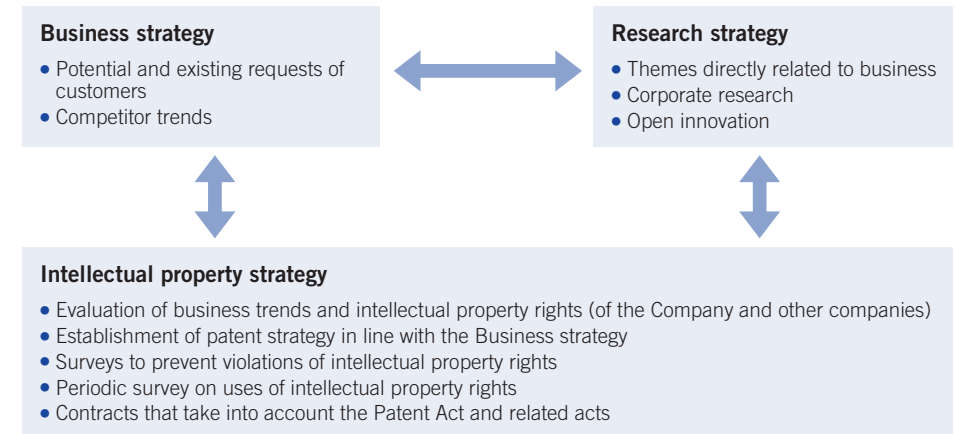 Business strategy
• Potential and existing requests of
customers
• Competitor trends
Research strategy
• Themes directly related to business
• Corporate research
• Open innovation
Intellectual property strategy
• Evaluation of business trends and intellectual property rights (of the Company and other companies)
• Establishment of patent strategy in line with the Business strategy
• Surveys to prevent violations of intellectual property rights
• Periodic survey on uses of intellectual property rights
• Contracts that take into account the Patent Act and related acts